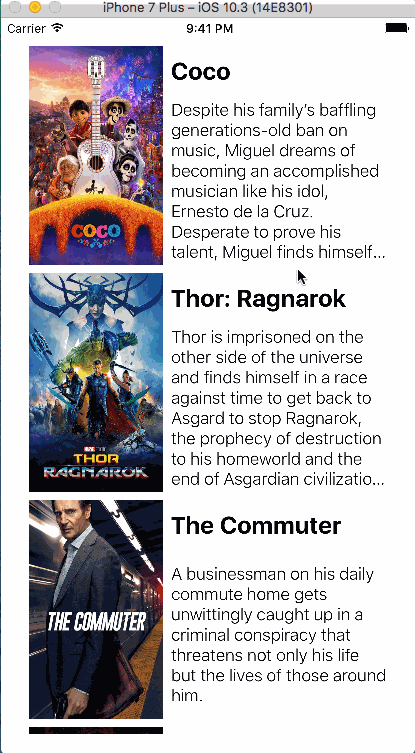 iPhone 7 Plus – iOS 10.3 (14E8301)
Carrier 9:41 PM
Coco
Despite his family's baffling
generations-old ban on
music, Miguel dreams of
becoming an accomplished
musician like his idol,
Ernesto de la Cruz.
Desperate to prove his
talent, Miguel finds himself...
COCO
Thor: Ragnarok
Thor is imprisoned on the
other side of the universe
and finds himself in a race
against time to get back to
Asgard to stop Ragnarok,
the prophecy of destruction
to his homeworld and the
end of Asgardian civilizatio...
THOR
RAGNAROK
The Commuter
A businessman on his daily
commute home gets
unwittingly caught up in a
criminal conspiracy that
threatens not only his life
but the lives of those around
him.
THE COMMUTER